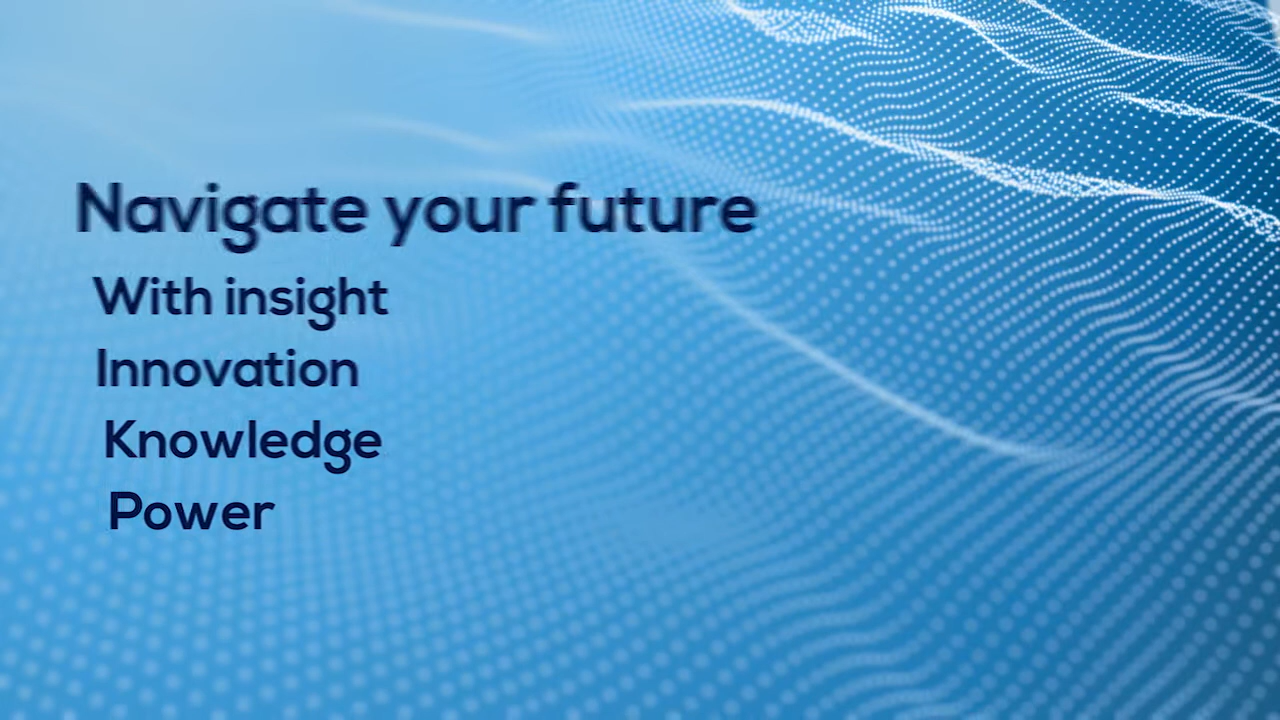 Navigate your future
With insight
Innovation
Knowledge
Power